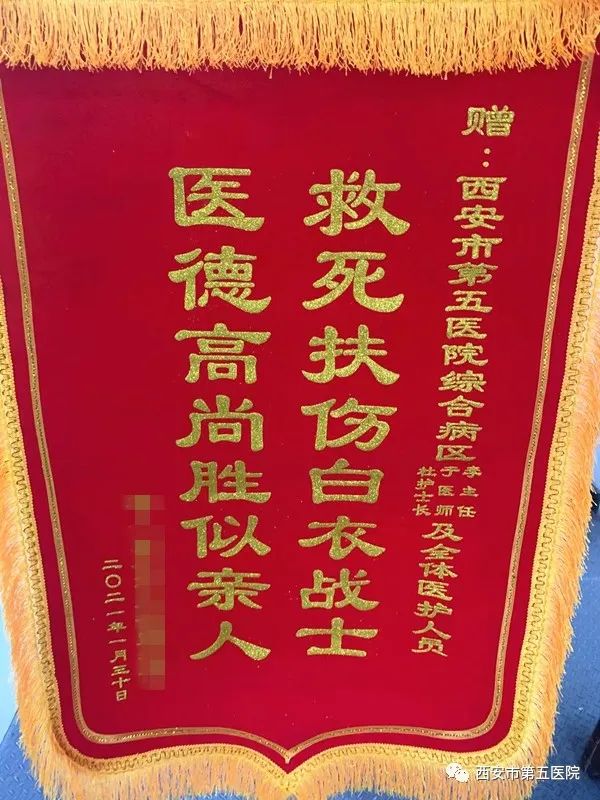 赠：西安市第五医院综合病区
李主任
于医师
杜护士长
及全体医护人员
救死扶伤白衣战士
医德高尚胜似亲人
二〇二一年一月三十日
西安市第五医院